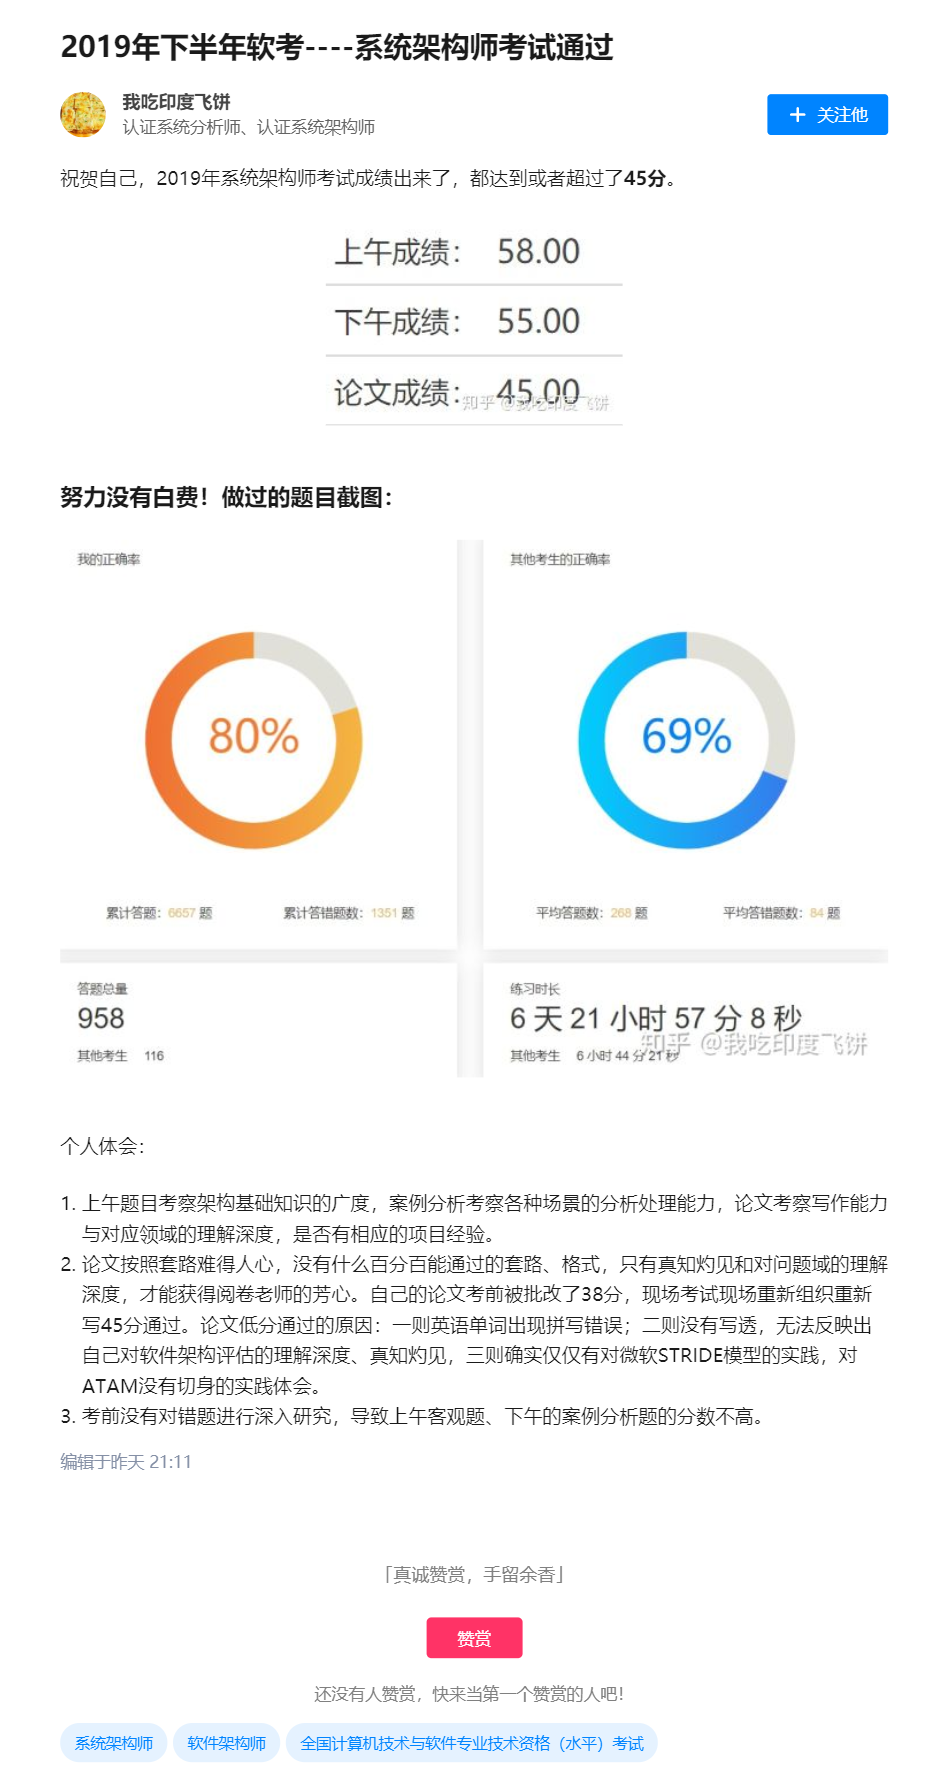 2019年下半年软考----系统架构师考试通过
我吃印度飞饼
认证系统分析师、认证系统架构师
关注他
祝贺自己，2019年系统架构师考试成绩出来了，都达到或者超过了45分。
上午成绩： 58.00
下午成绩： 55.00
论文成绩： 45.00
知乎 @我吃印度飞饼
努力没有白费！做过的题目截图：
我的正确率
其他考生的正确率
80%
69%
累计答题：6657 题 累计答错题数：1351 题
平均答题数：268 题 平均答错题数：84 题
答题总量
958
其他考生 116
练习时长
6 天 21 小时 57 分 8 秒
其他考生 6 小时 44 分 21 秒
知乎 @我吃印度飞饼
个人体会：
1. 上午题目考察架构基础知识的广度，案例分析考察各种场景的分析处理能力，论文考察写作能力
与对应领域的理解深度，是否有相应的项目经验。
2. 论文按照套路难得人心，没有什么百分百能通过的套路、格式，只有真知灼见和对问题域的理解
深度，才能获得阅卷老师的芳心。自己的论文考前被批改了38分，现场考试现场重新组织重新
写45分通过。论文低分通过的原因：一则英语单词出现拼写错误；二则没有写透，无法反映出
自己对软件架构评估的理解深度、真知灼见，三则确实仅仅有对微软STRIDE模型的实践，对
ATAM没有切身的实践体会。
3. 考前没有对错题进行深入研究，导致上午客观题、下午的案例分析题的分数不高。
编辑于昨天 21:11
「真诚赞赏，手留余香」
赞赏
还没有人赞赏，快来当第一个赞赏的人吧！
系统架构师 软件架构师 全国计算机技术与软件专业技术资格（水平）考试